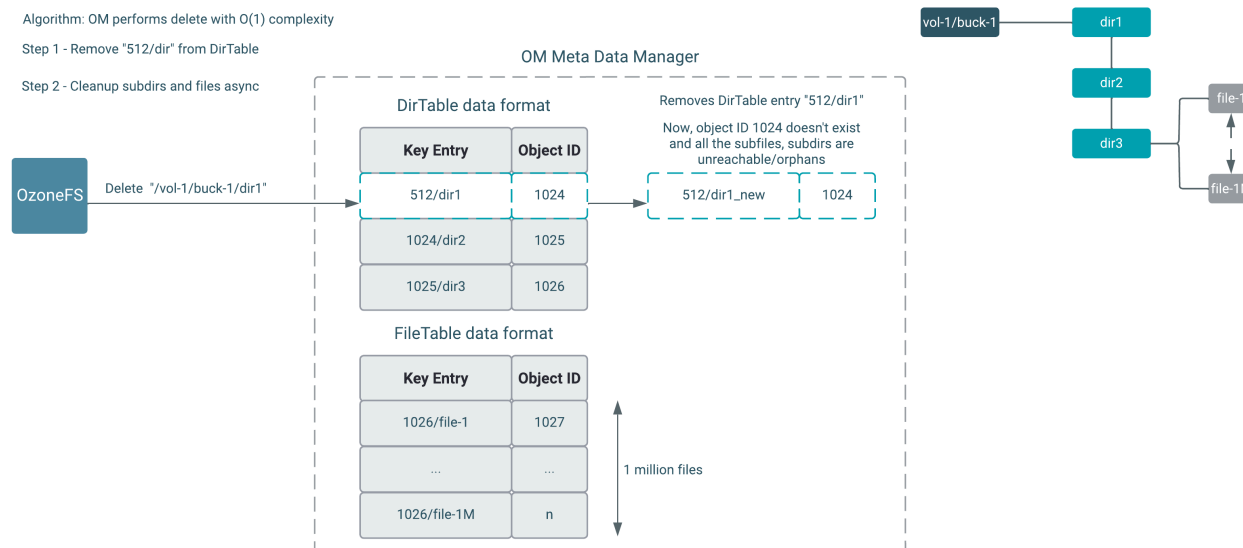 Algorithm: OM performs delete with O(1) complexity
Step 1 - Remove "512/dir" from DirTable
Step 2 - Cleanup subdirs and files async
OzoneFS
Delete "/vol-1/buck-1/dir1"
OM Meta Data Manager
DirTable data format
Key Entry Object ID
512/dir1 1024
1024/dir2 1025
1025/dir3 1026
Removes DirTable entry "512/dir1"
Now, object ID 1024 doesn't exist
and all the subfiles, subdirs are
unreachable/orphans
512/dir1_new 1024
FileTable data format
Key Entry Object ID
1026/file-1 1027
... ...
1026/file-1M n
1 million files
vol-1/buck-1
dir1
dir2
dir3
file-1